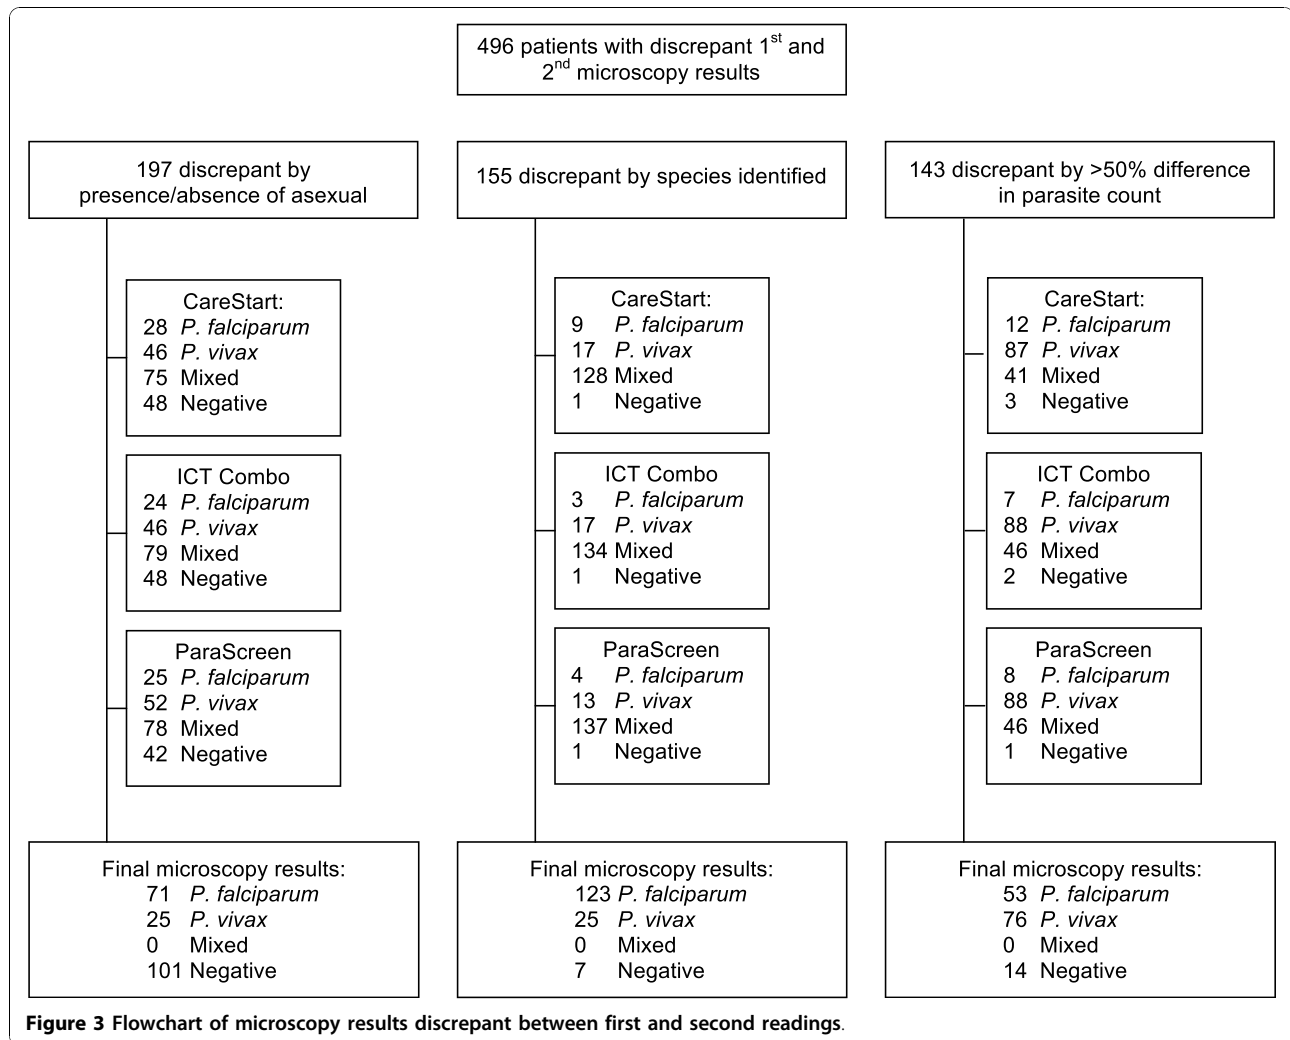 496 patients with discrepant 1st and
2nd microscopy results
197 discrepant by
presence/absence of asexual
CareStart:
28 P. falciparum
46 P. vivax
75 Mixed
48 Negative
ICT Combo
24 P. falciparum
46 P. vivax
79 Mixed
48 Negative
ParaScreen
25 P. falciparum
52 P. vivax
78 Mixed
42 Negative
Final microscopy results:
71 P. falciparum
25 P. vivax
0 Mixed
101 Negative
155 discrepant by species identified
CareStart:
9 P. falciparum
17 P. vivax
128 Mixed
1 Negative
ICT Combo
3 P. falciparum
17 P. vivax
134 Mixed
1 Negative
ParaScreen
4 P. falciparum
13 P. vivax
137 Mixed
1 Negative
Final microscopy results:
123 P. falciparum
25 P. vivax
0 Mixed
7 Negative
143 discrepant by >50% difference
in parasite count
CareStart:
12 P. falciparum
87 P. vivax
41 Mixed
3 Negative
ICT Combo
7 P. falciparum
88 P. vivax
46 Mixed
2 Negative
ParaScreen
8 P. falciparum
88 P. vivax
46 Mixed
1 Negative
Final microscopy results:
53 P. falciparum
76 P. vivax
0 Mixed
14 Negative
Figure 3 Flowchart of microscopy results discrepant between first and second readings.